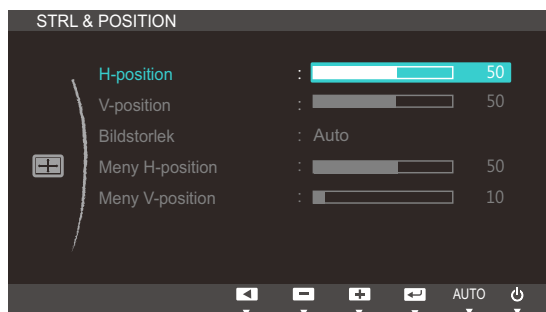 STRL & POSITION
H-position : 50
V-position : 50
Bildstorlek : Auto
Meny H-position : 50
Meny V-position : 10
AUTO